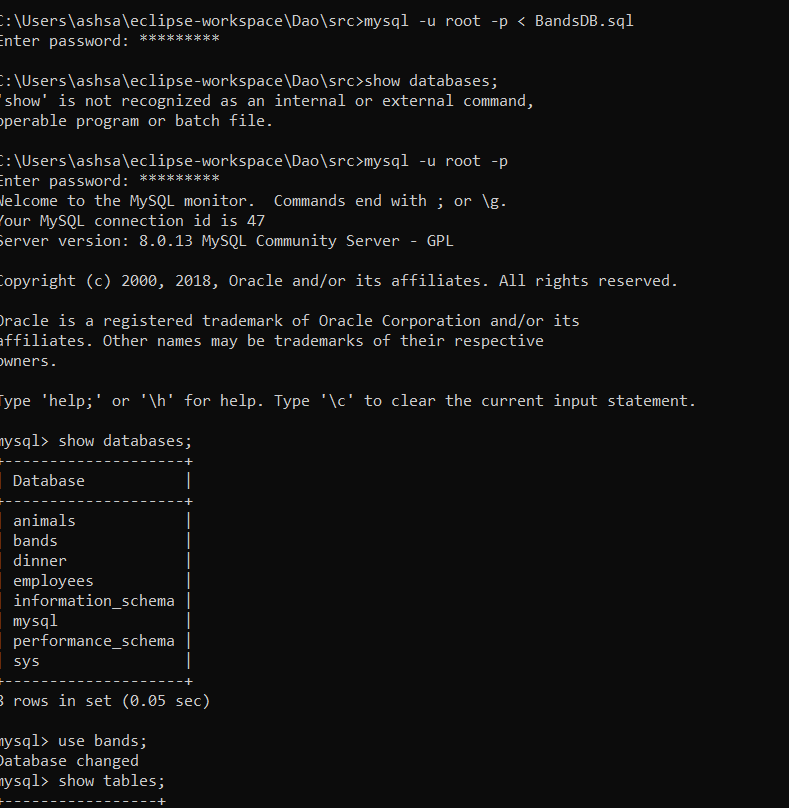 C:\Users\ashsa\eclipse-workspace\Dao\src>mysql -u root -p < BandsDB.sql
Enter password: *********
C:\Users\ashsa\eclipse-workspace\Dao\src>show databases;
'show' is not recognized as an internal or external command,
operable program or batch file.
C:\Users\ashsa\eclipse-workspace\Dao\src>mysql -u root -p
Enter password: *********
Welcome to the MySQL monitor.  Commands end with ; or \g.
Your MySQL connection id is 47
Server version: 8.0.13 MySQL Community Server - GPL
Copyright (c) 2000, 2018, Oracle and/or its affiliates. All rights reserved.
Oracle is a registered trademark of Oracle Corporation and/or its
affiliates. Other names may be trademarks of their respective
owners.
Type 'help;' or '\h' for help. Type '\c' to clear the current input statement.
mysql> show databases;
+--------------------+
| Database           |
+--------------------+
| animals            |
| bands              |
| dinner             |
| employees          |
| information_schema |
| mysql              |
| performance_schema |
| sys                |
+--------------------+
8 rows in set (0.05 sec)
mysql> use bands;
Database changed
mysql> show tables;
+-----------------+